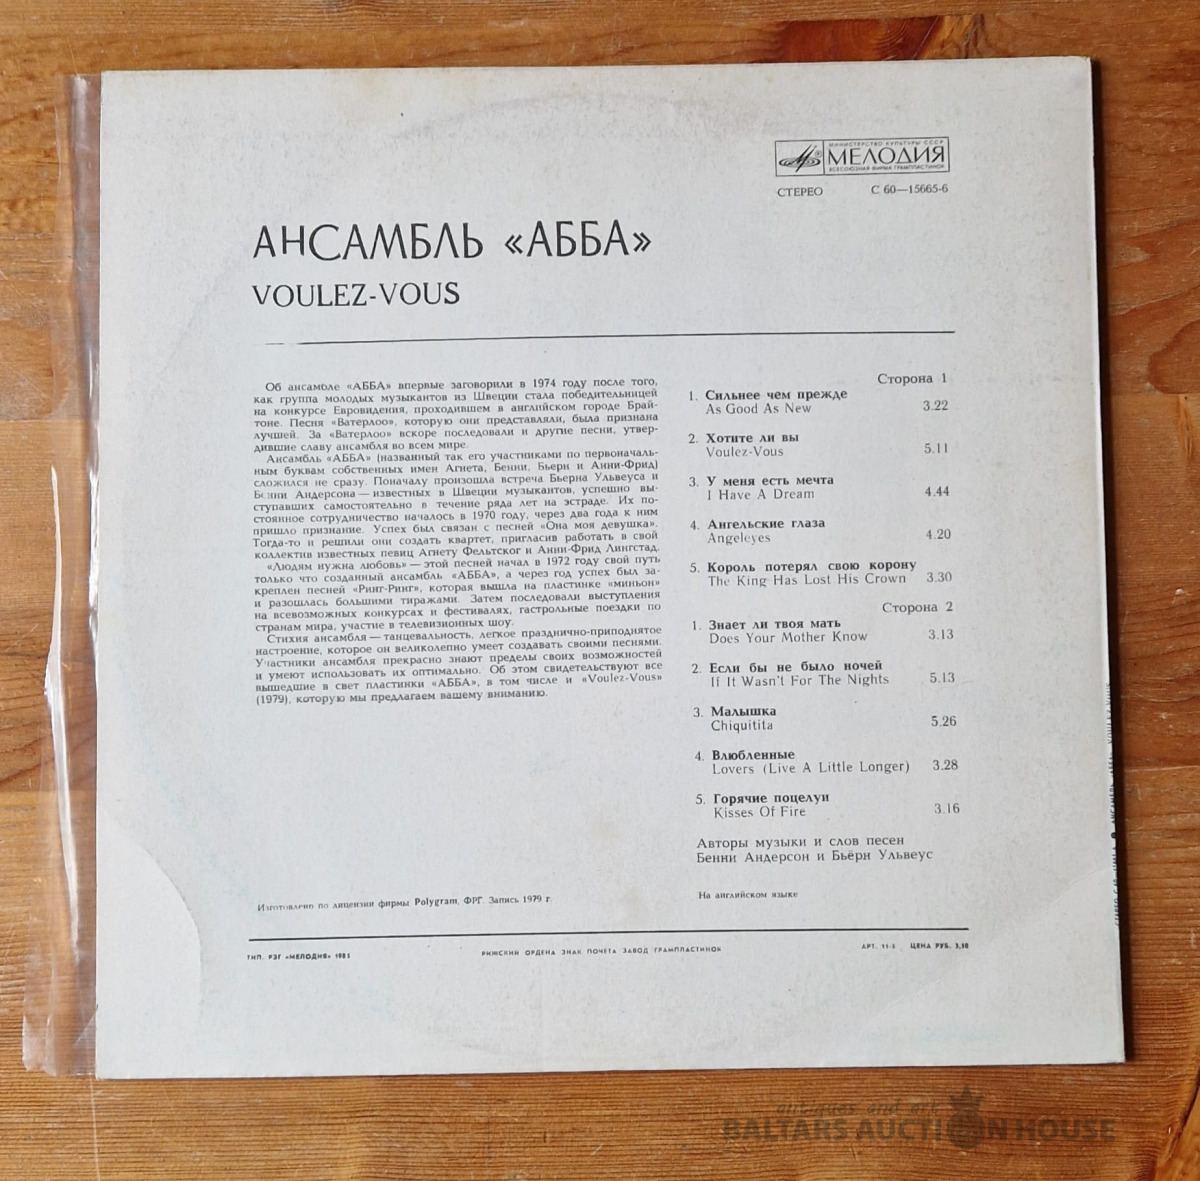 МИНИСТЕРСТВО КУЛЬТУРЫ СССР
МЕЛОДИЯ
ВСЕСОЮЗНАЯ ФИРМА ГРАМПЛАСТИНОК
СТЕРЕО С 60—15665-6
АНСАМБЛЬ «АББА»
VOULEZ-VOUS
Об ансамбле «АББА» впервые заговорили в 1974 году после того,
как группа молодых музыкантов из Швеции стала победительницей
на конкурсе Евровидения, проходившем в английском городе Брай-
тоне. Песня «Ватерлоо», которую они представляли, была признана
лучшей. За «Ватерлоо» вскоре последовали и другие песни, утвер-
дившие славу ансамбля во всем мире.
Ансамбль «АББА» (названный так его участниками по первоначаль-
ным буквам собственных имен Агнета, Бенни, Бьерн и Анни-Фрид)
сложился не сразу. Поначалу произошла встреча Бьерна Ульвеуса и
Бенни Андерсона — известных в Швеции музыкантов, успешно вы-
ступавших самостоятельно в течение ряда лет на эстраде. Их по-
стоянное сотрудничество началось в 1970 году, через два года к ним
пришло признание. Успех был связан с песней «Она моя девушка».
Тогда-то и решили они создать квартет, пригласив работать в свой
коллектив известных певиц Агнету Фельтског и Анни-Фрид Лингстад.
«Людям нужна любовь» — этой песней начал в 1972 году свой путь
только что созданный ансамбль «АББА», а через год успех был за-
креплен песней «Ринг-Ринг», которая вышла на пластинке «миньон»
и разошлась большими тиражами. Затем последовали выступления
на всевозможных конкурсах и фестивалях, гастрольные поездки по
странам мира, участие в телевизионных шоу.
Стихия ансамбля — танцевальность, легкое празднично-приподнятое
настроение, которое он великолепно умеет создавать своими песнями.
Участники ансамбля прекрасно знают пределы своих возможностей
и умеют использовать их оптимально. Об этом свидетельствуют все
вышедшие в свет пластинки «АББА», в том числе и «Voulez-Vous»
(1979), которую мы предлагаем вашему вниманию.
Сторона 1
1. Сильнее чем прежде
As Good As New 3.22
2. Хотите ли вы
Voulez-Vous 5.11
3. У меня есть мечта
I Have A Dream 4.44
4. Ангельские глаза
Angeleyes 4.20
5. Король потерял свою корону
The King Has Lost His Crown 3.30
Сторона 2
1. Знает ли твоя мать
Does Your Mother Know 3.13
2. Если бы не было ночей
If It Wasn't For The Nights 5.13
3. Малышка
Chiquitita 5.26
4. Влюбленные
Lovers (Live A Little Longer) 3.28
5. Горячие поцелуи
Kisses Of Fire 3.16
Авторы музыки и слов песен
Бенни Андерсон и Бьёрн Ульвеус
На английском языке
Изготовлено по лицензии фирмы Polygram, ФРГ. Запись 1979 г.
ТИП. РЗГ «МЕЛОДИЯ» 1983 РИЖСКИЙ ОРДЕНА ЗНАК ПОЧЕТА ЗАВОД ГРАМПЛАСТИНОК АРТ. 11-3 ЦЕНА РУБ. 3,50
antiques and art
BALTARS AUCTION HOUSE